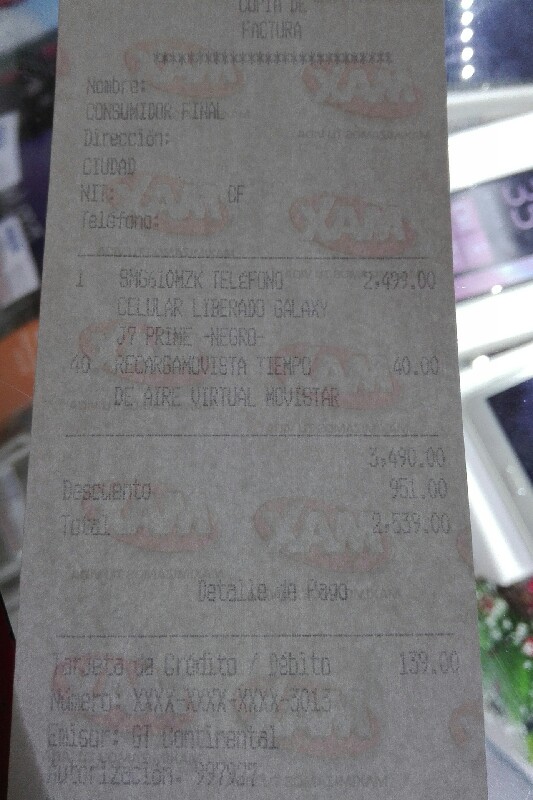 COPIA DE
FACTURA
Nombre:
CONSUMIDOR FINAL
Dirección:
CIUDAD
NIT: CF
Teléfono:
1 SMG610MZK TELEFONO 2,499.00
CELULAR LIBERADO GALAXY
J7 PRIME -NEGRO-
40 RECARGAMOVISTA TIEMPO 40.00
DE AIRE VIRTUAL MOVISTAR
3,490.00
Descuento 951.00
Total 2,539.00
Detalle de Pago
Tarjeta de Crédito / Débito 139.00
Número: XXXX-XXXX-XXXX-3013
Emisor: GT Continental
Autorización: